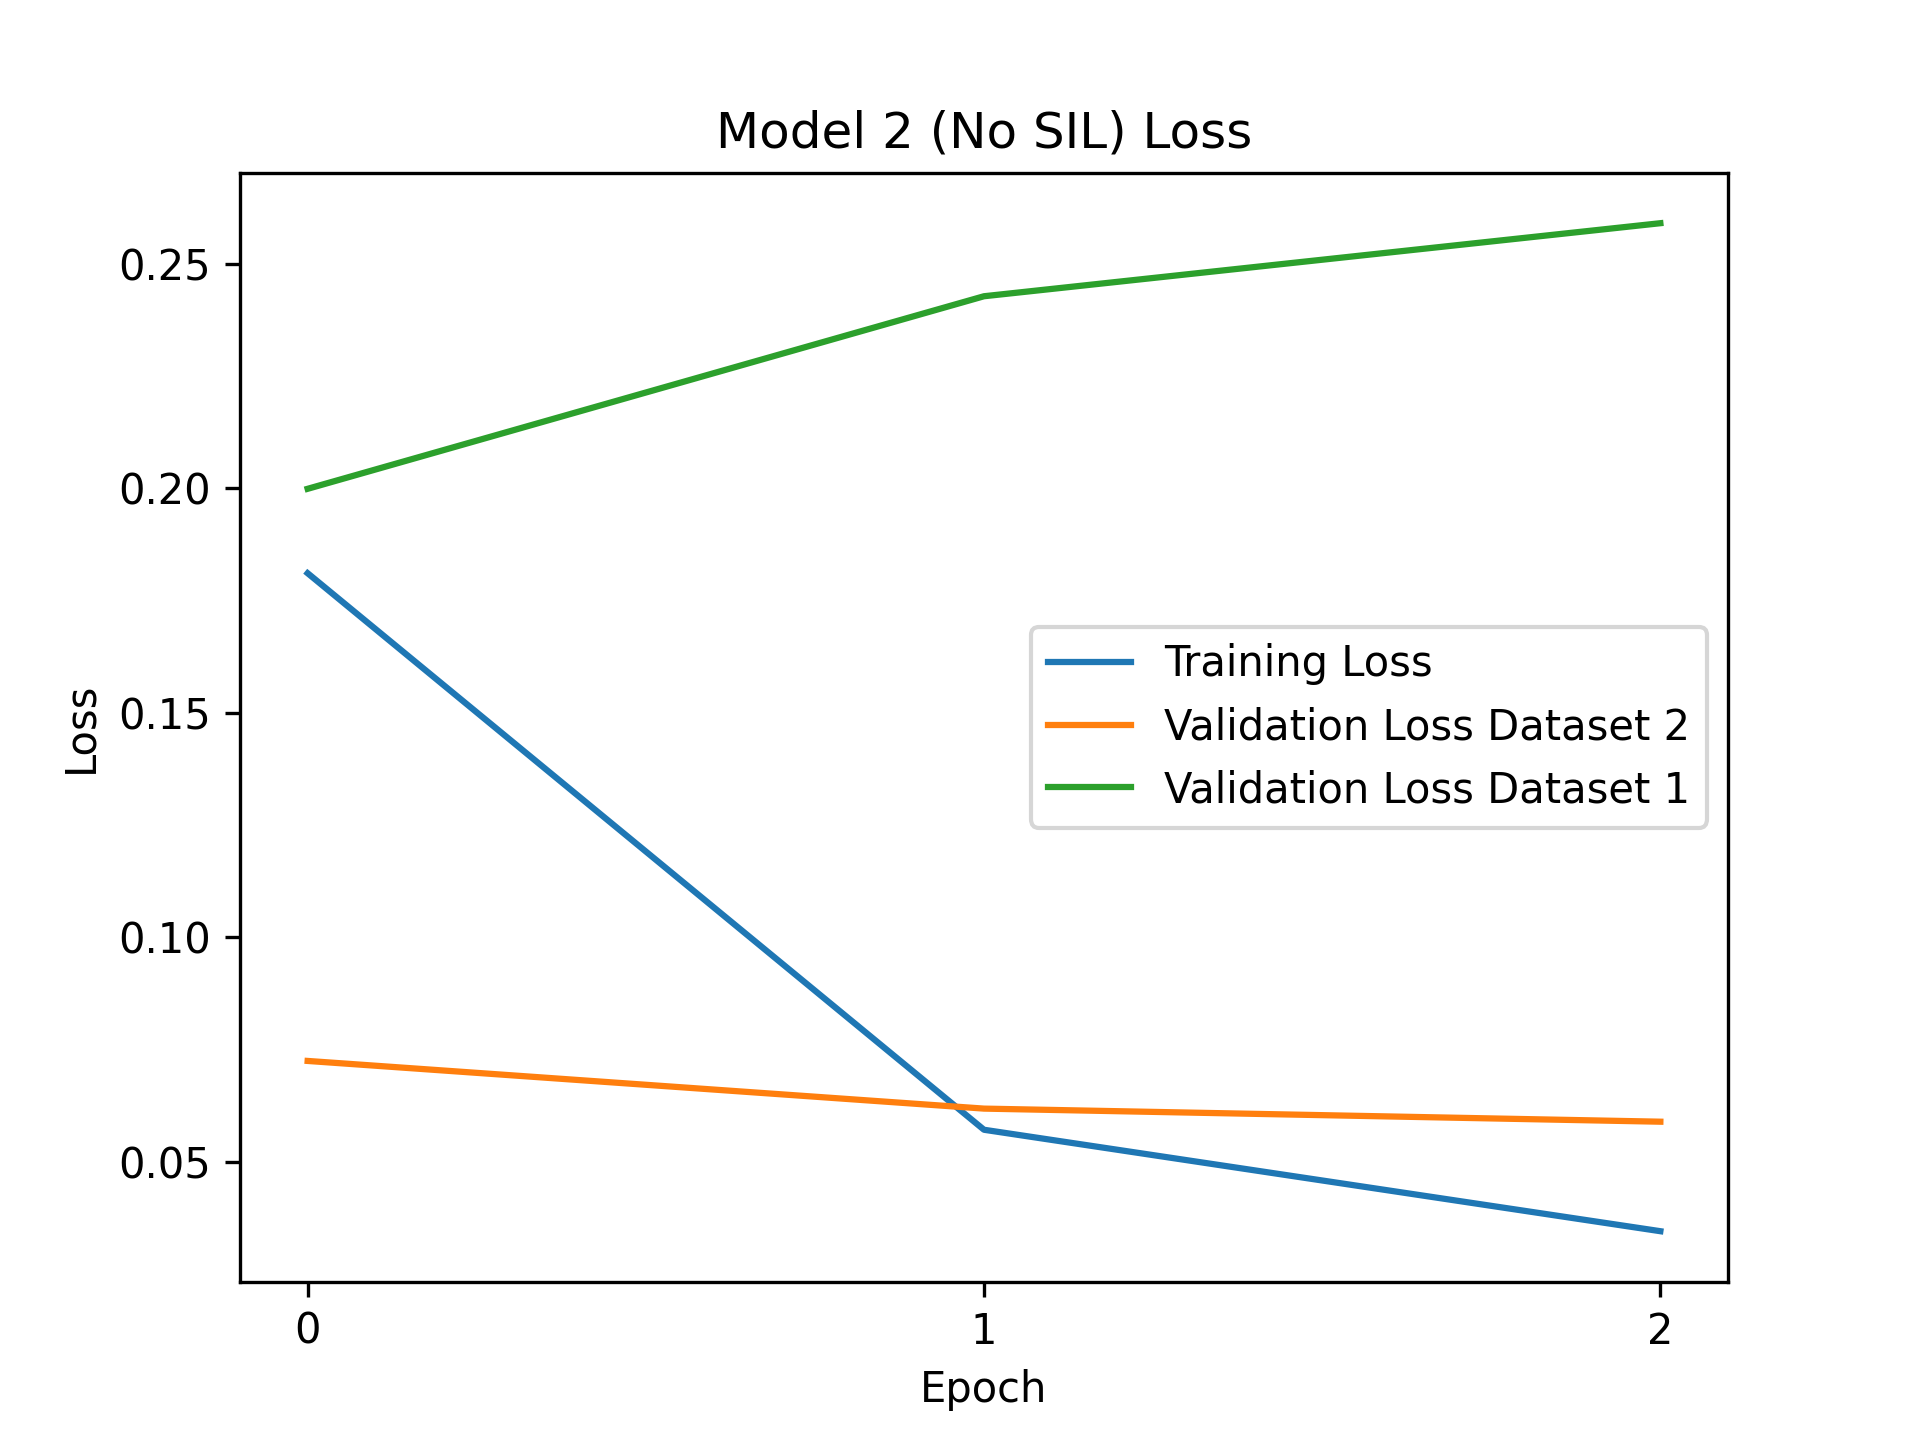 Model 2 (No SIL) Loss
0.25
0.20
0.15
0.10
0.05
Loss
Training Loss
Validation Loss Dataset 2
Validation Loss Dataset 1
0
1
2
Epoch